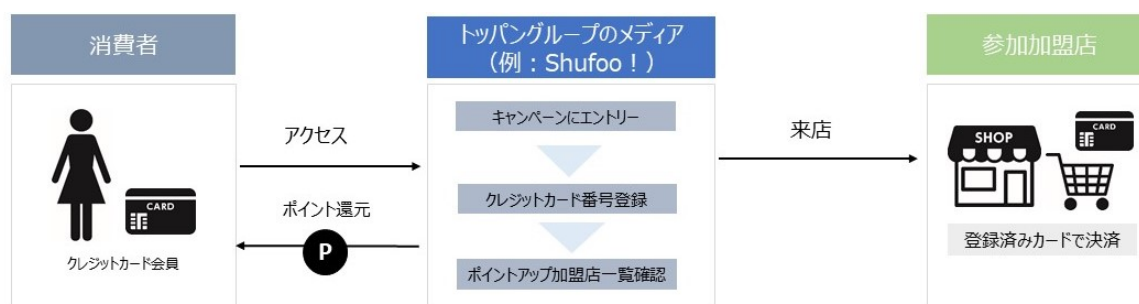 消費者
トッパングループのメディア
（例：Shufoo！）
参加加盟店
キャンペーンにエントリー
アクセス
来店
SHOP
CARD
クレジットカード番号登録
ポイント還元
CARD
P
登録済みカードで決済
クレジットカード会員
ポイントアップ加盟店一覧確認